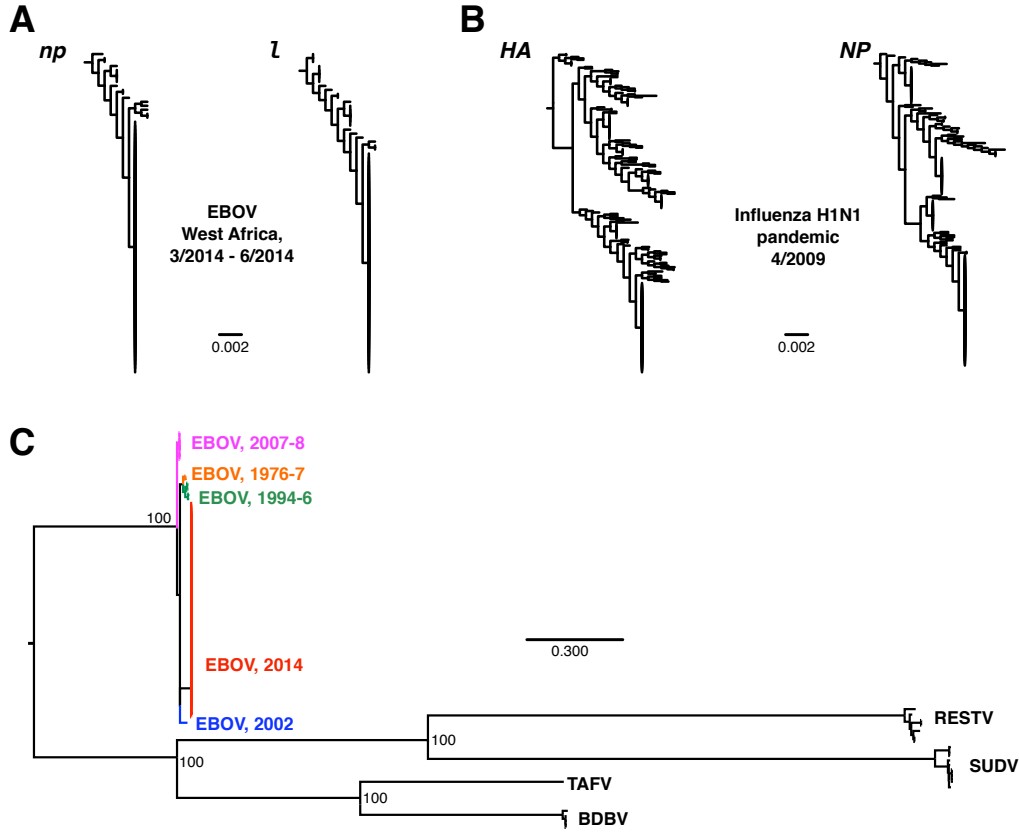 A
np
l
EBOV
West Africa,
3/2014 - 6/2014
0.002
B
HA
NP
Influenza H1N1
pandemic
4/2009
0.002
C
EBOV, 2007-8
EBOV, 1976-7
EBOV, 1994-6
100
0.300
EBOV, 2014
EBOV, 2002
RESTV
100
100
SUDV
TAFV
100
BDBV